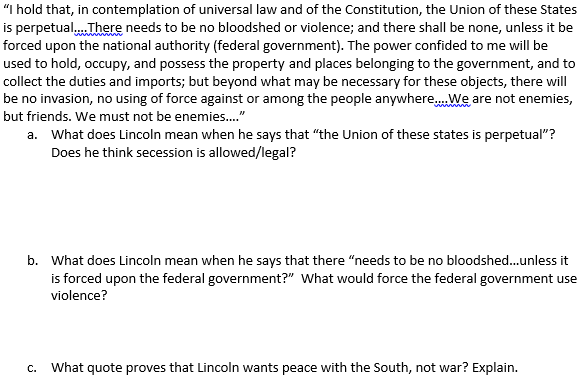 “I hold that, in contemplation of universal law and of the Constitution, the Union of these States
is perpetual....There needs to be no bloodshed or violence; and there shall be none, unless it be
forced upon the national authority (federal government). The power confided to me will be
used to hold, occupy, and possess the property and places belonging to the government, and to
collect the duties and imports; but beyond what may be necessary for these objects, there will
be no invasion, no using of force against or among the people anywhere....We are not enemies,
but friends. We must not be enemies....”
a. What does Lincoln mean when he says that “the Union of these states is perpetual”?
Does he think secession is allowed/legal?
b. What does Lincoln mean when he says that there “needs to be no bloodshed...unless it
is forced upon the federal government?” What would force the federal government use
violence?
c. What quote proves that Lincoln wants peace with the South, not war? Explain.